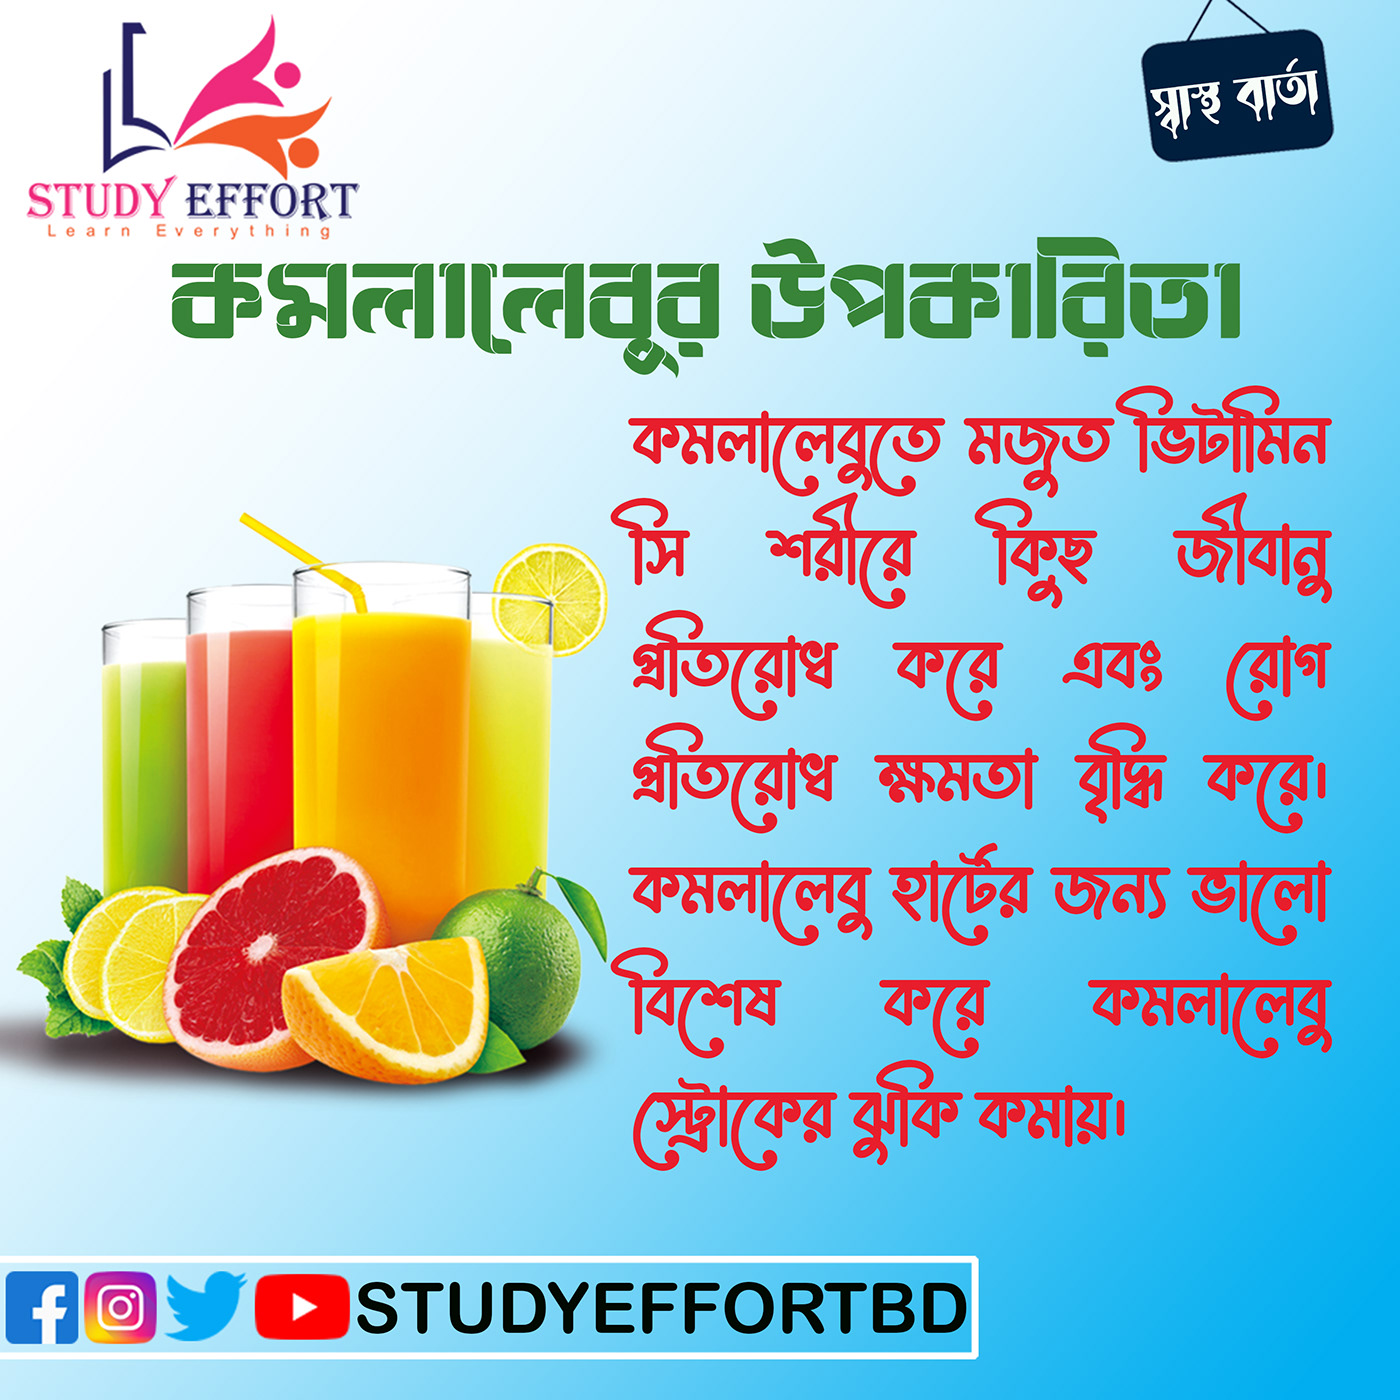 STUDY EFFORT
Learn Everything
স্বাস্থ বার্তা
কমলালেবুর উপকারিতা
কমলালেবুতে মজুত ভিটামিন
সি শরীরে কিুছ জীবানু
প্রতিরোধ করে এবং রোগ
প্রতিরোধ ক্ষমতা বৃদ্ধি করে।
কমলালেবু হার্টের জন্য ভালো
বিশেষ করে কমলালেবু
স্ট্রোকের ঝুকি কমায়।
STUDYEFFORTBD